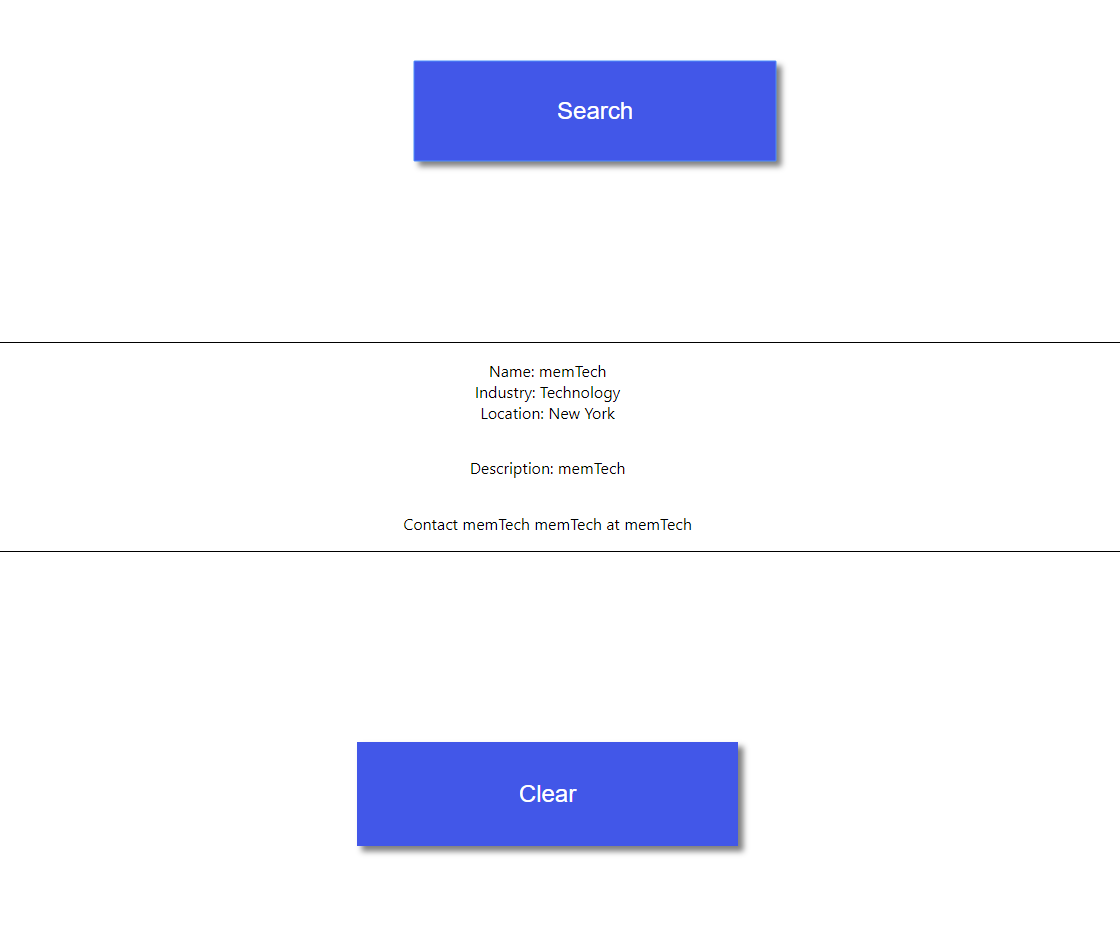 Search
Name: memTech
Industry: Technology
Location: New York
Description: memTech
Contact memTech memTech at memTech
Clear